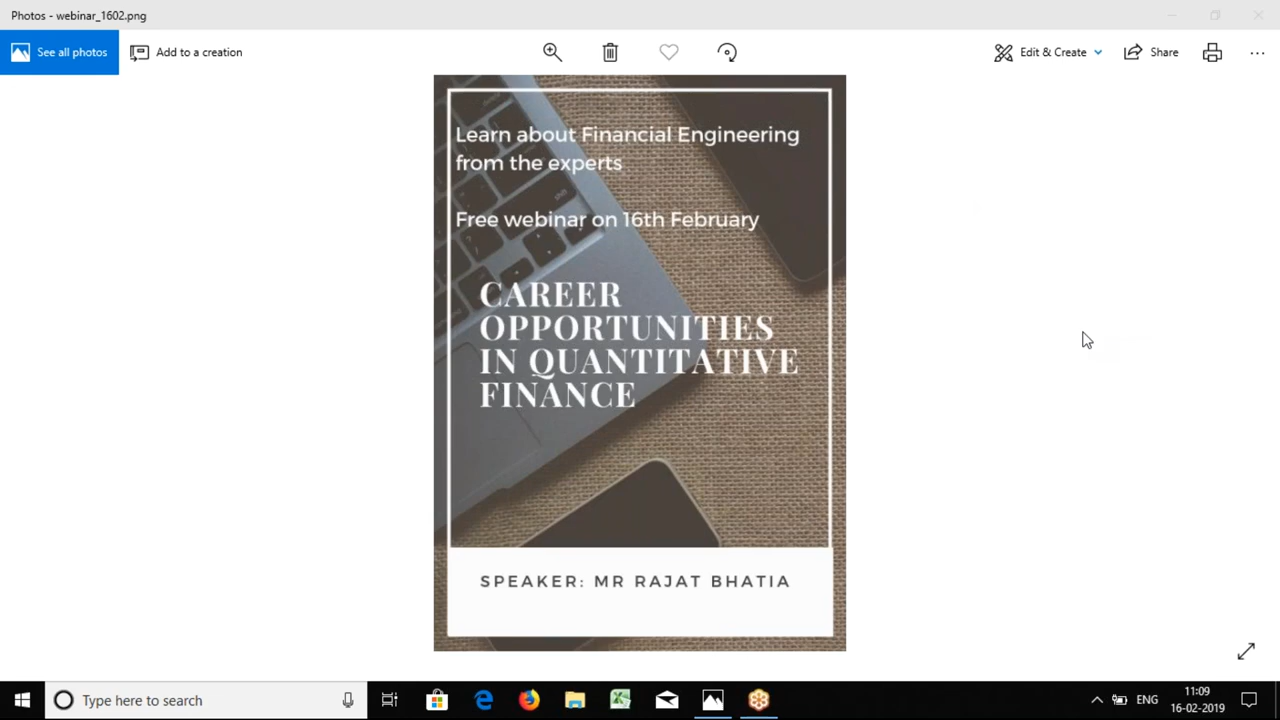 Photos - webinar_1602.png
See all photos
Add to a creation
Edit & Create
Share
Learn about Financial Engineering
from the experts
Free webinar on 16th February
CAREER
OPPORTUNITIES
IN QUANTITATIVE
FINANCE
SPEAKER: MR RAJAT BHATIA
Type here to search
ENG
11:09
16-02-2019